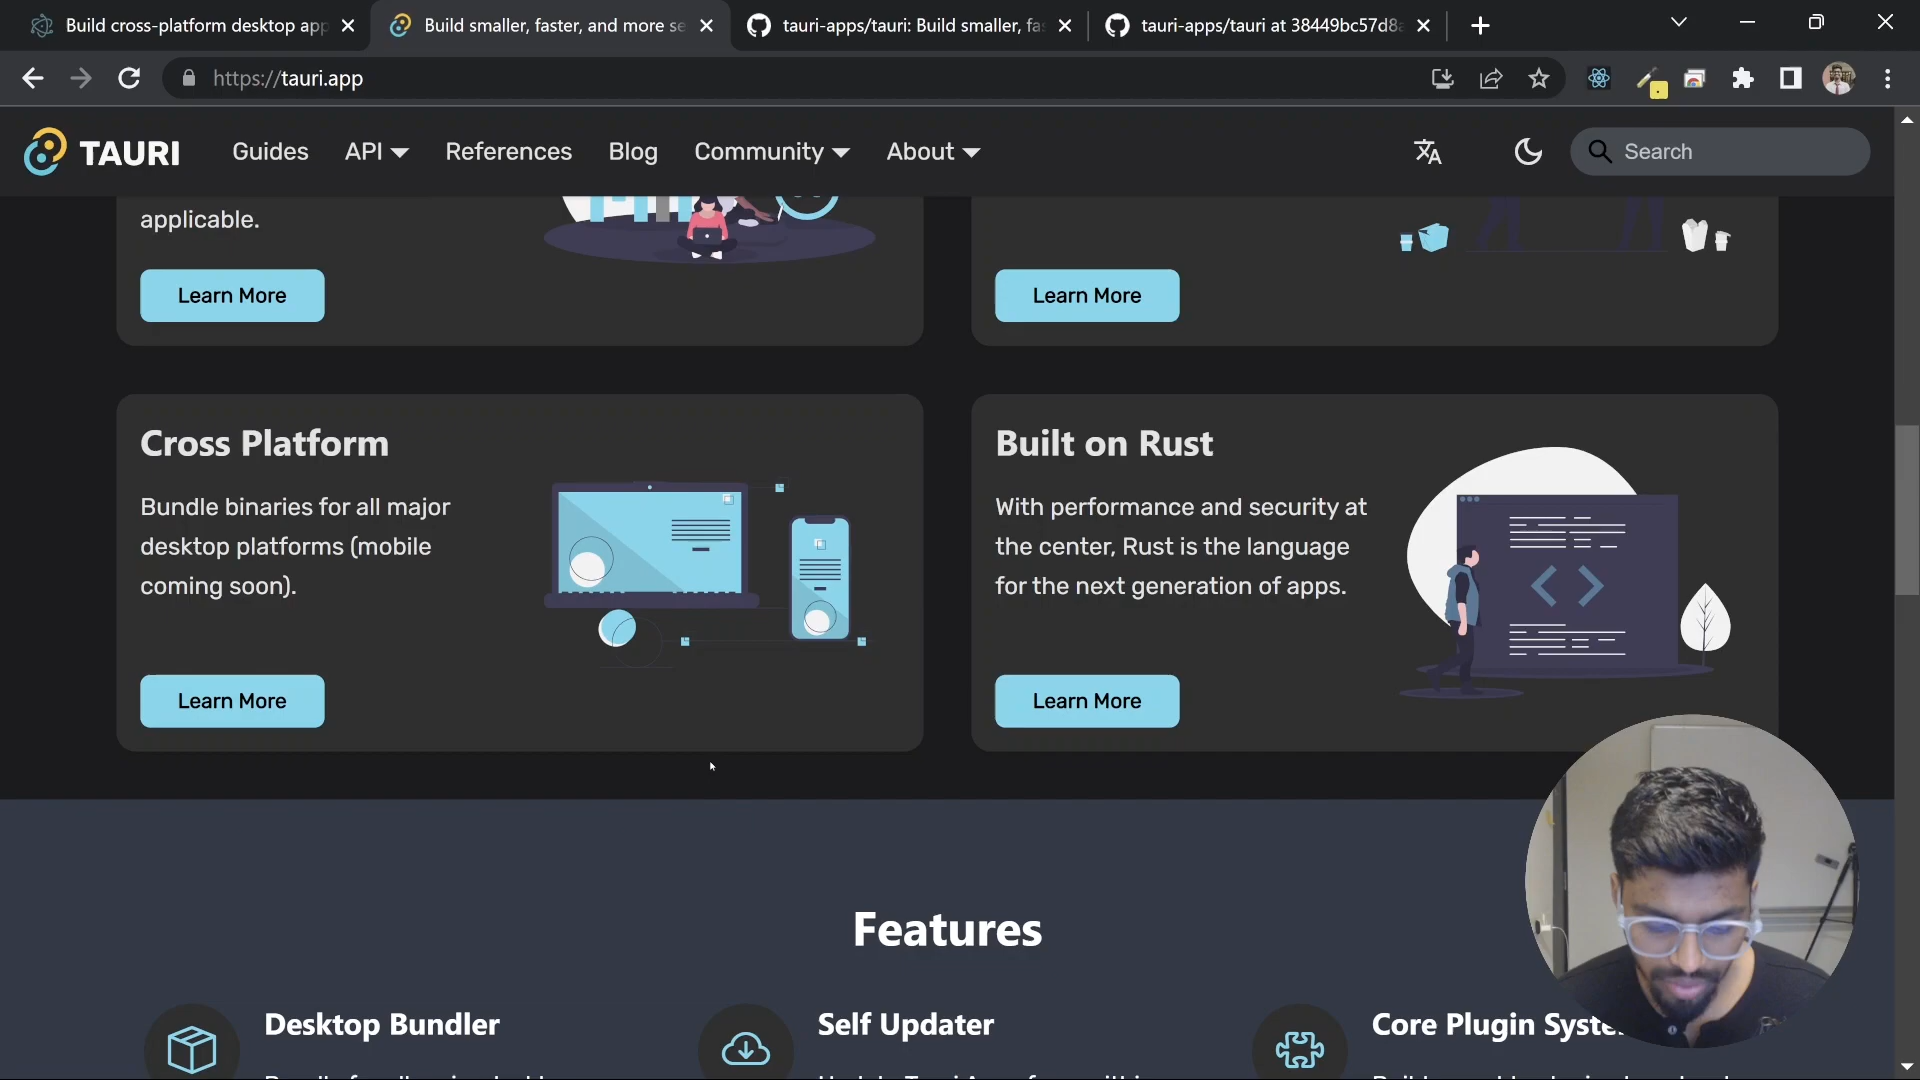 Build cross-platform desktop app
Build smaller, faster, and more se
tauri-apps/tauri: Build smaller, fas
tauri-apps/tauri at 38449bc57d8a
https://tauri.app
TAURI
Guides
API
References
Blog
Community
About
Search
applicable.
Learn More
Learn More
Cross Platform
Bundle binaries for all major
desktop platforms (mobile
coming soon).
Learn More
Built on Rust
With performance and security at
the center, Rust is the language
for the next generation of apps.
Learn More
Features
Desktop Bundler
Self Updater
Core Plugin Syste